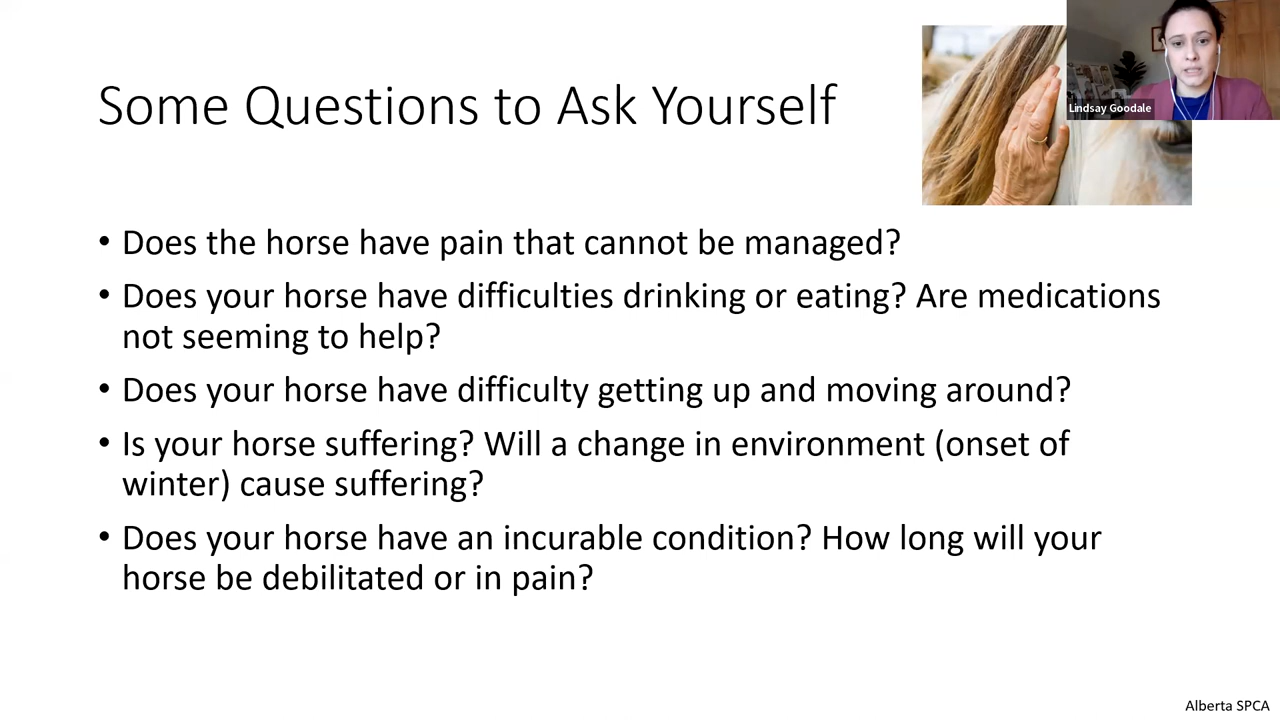 Some Questions to Ask Yourself
Lindsay Goodale
• Does the horse have pain that cannot be managed?
• Does your horse have difficulties drinking or eating? Are medications
not seeming to help?
• Does your horse have difficulty getting up and moving around?
• Is your horse suffering? Will a change in environment (onset of
winter) cause suffering?
• Does your horse have an incurable condition? How long will your
horse be debilitated or in pain?
Alberta SPCA